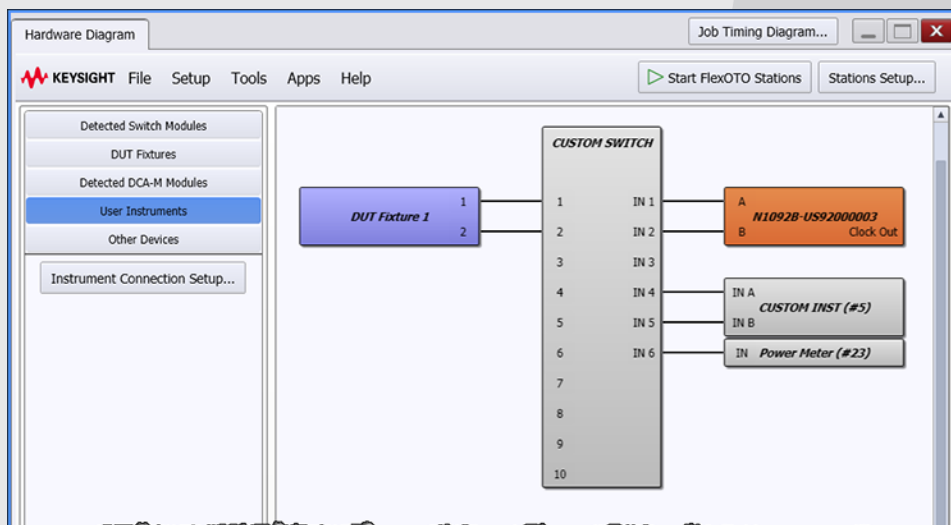 Hardware Diagram
Job Timing Diagram...
KEYSIGHT File Setup Tools Apps Help
Start FlexOTO Stations
Stations Setup...
Detected Switch Modules
DUT Fixtures
Detected DCA-M Modules
User Instruments
Other Devices
Instrument Connection Setup...
DUT Fixture 1
1
2
CUSTOM SWITCH
1 IN 1
2 IN 2
3 IN 3
4 IN 4
5 IN 5
6 IN 6
7
8
9
10
A
N1092B-US92000003
B Clock Out
IN A
CUSTOM INST (#5)
IN B
IN Power Meter (#23)